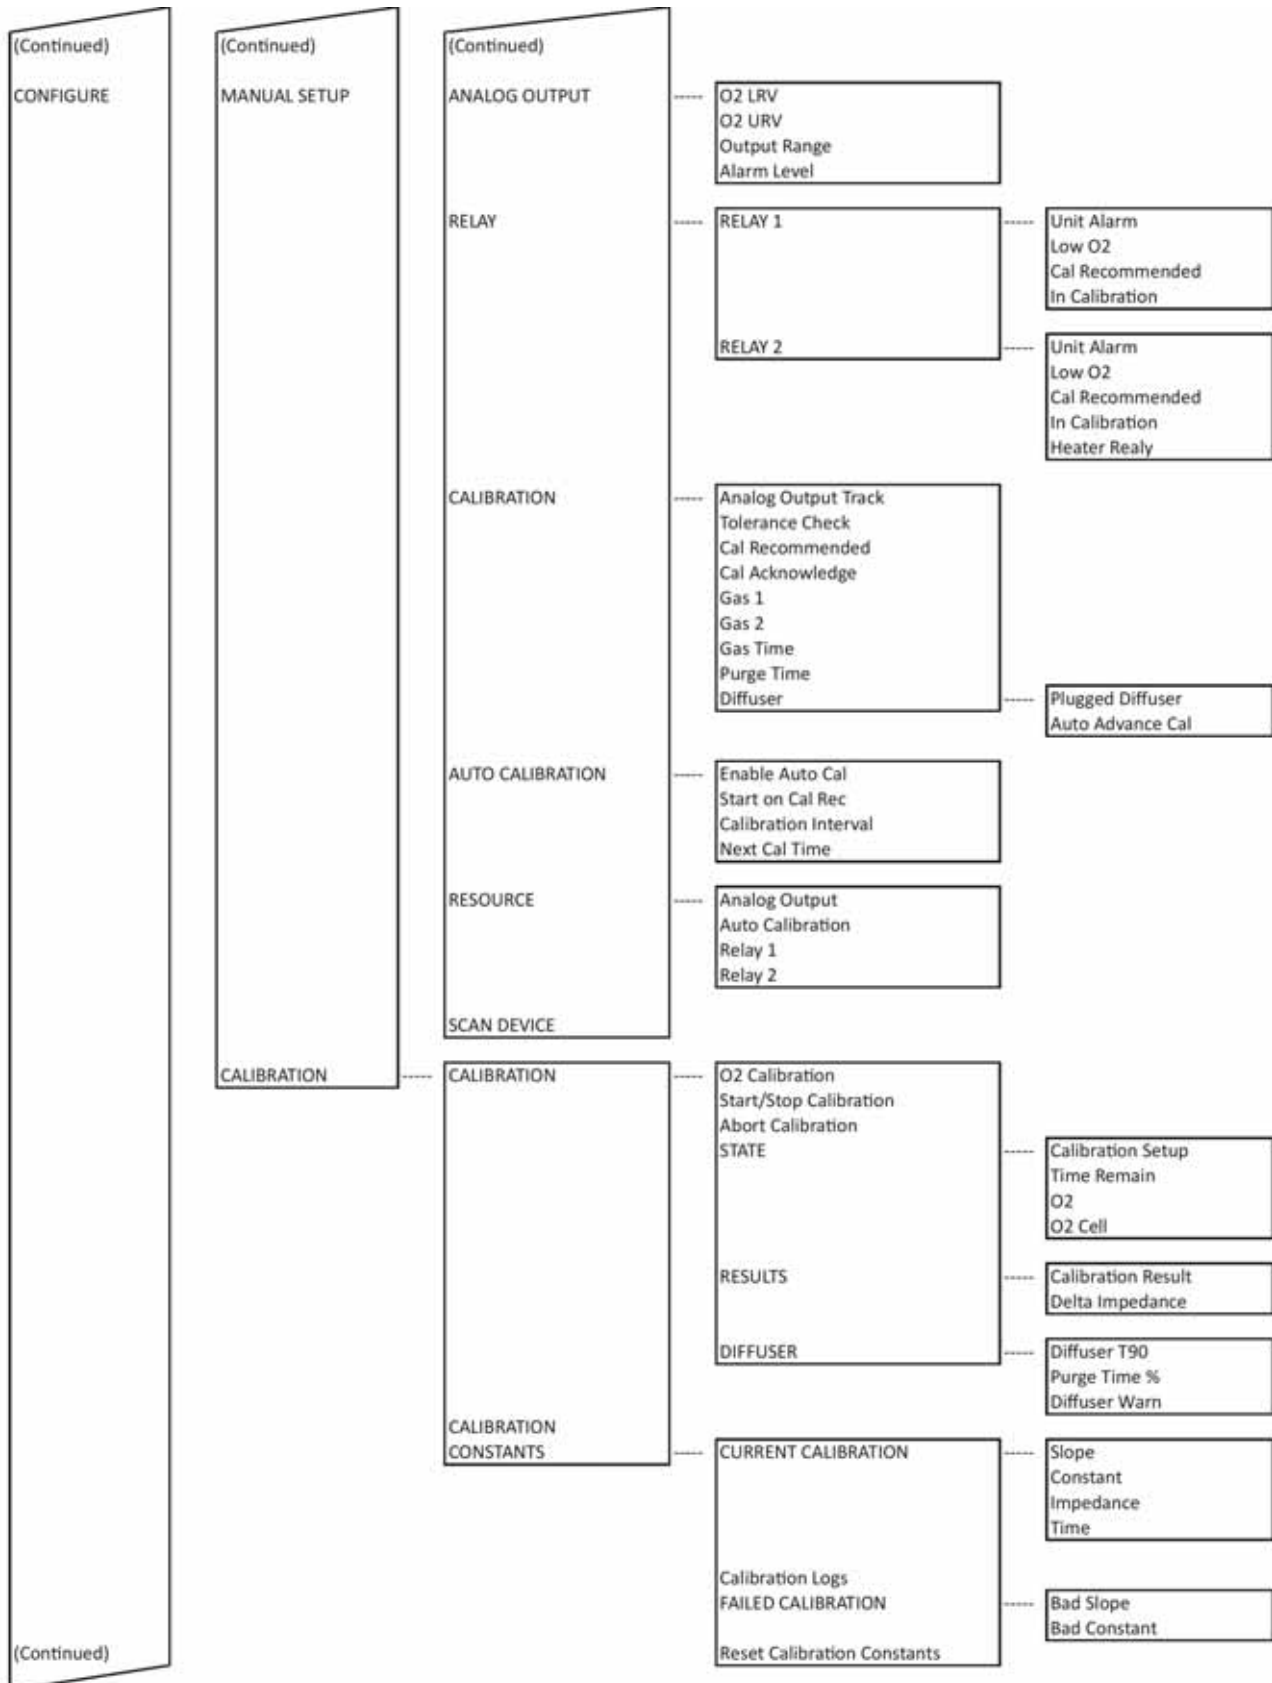 (Continued)
CONFIGURE
(Continued)
(Continued)
MANUAL SETUP
CALIBRATION
(Continued)
ANALOG OUTPUT
O2 LRV
O2 URV
Output Range
Alarm Level
RELAY
RELAY 1
Unit Alarm
Low O2
Cal Recommended
In Calibration
RELAY 2
Unit Alarm
Low O2
Cal Recommended
In Calibration
Heater Realy
CALIBRATION
Analog Output Track
Tolerance Check
Cal Recommended
Cal Acknowledge
Gas 1
Gas 2
Gas Time
Purge Time
Diffuser
Plugged Diffuser
Auto Advance Cal
AUTO CALIBRATION
Enable Auto Cal
Start on Cal Rec
Calibration Interval
Next Cal Time
RESOURCE
Analog Output
Auto Calibration
Relay 1
Relay 2
SCAN DEVICE
CALIBRATION
O2 Calibration
Start/Stop Calibration
Abort Calibration
STATE
Calibration Setup
Time Remain
O2
O2 Cell
RESULTS
Calibration Result
Delta Impedance
DIFFUSER
Diffuser T90
Purge Time %
Diffuser Warn
CALIBRATION
CONSTANTS
CURRENT CALIBRATION
Slope
Constant
Impedance
Time
Calibration Logs
FAILED CALIBRATION
Bad Slope
Bad Constant
Reset Calibration Constants